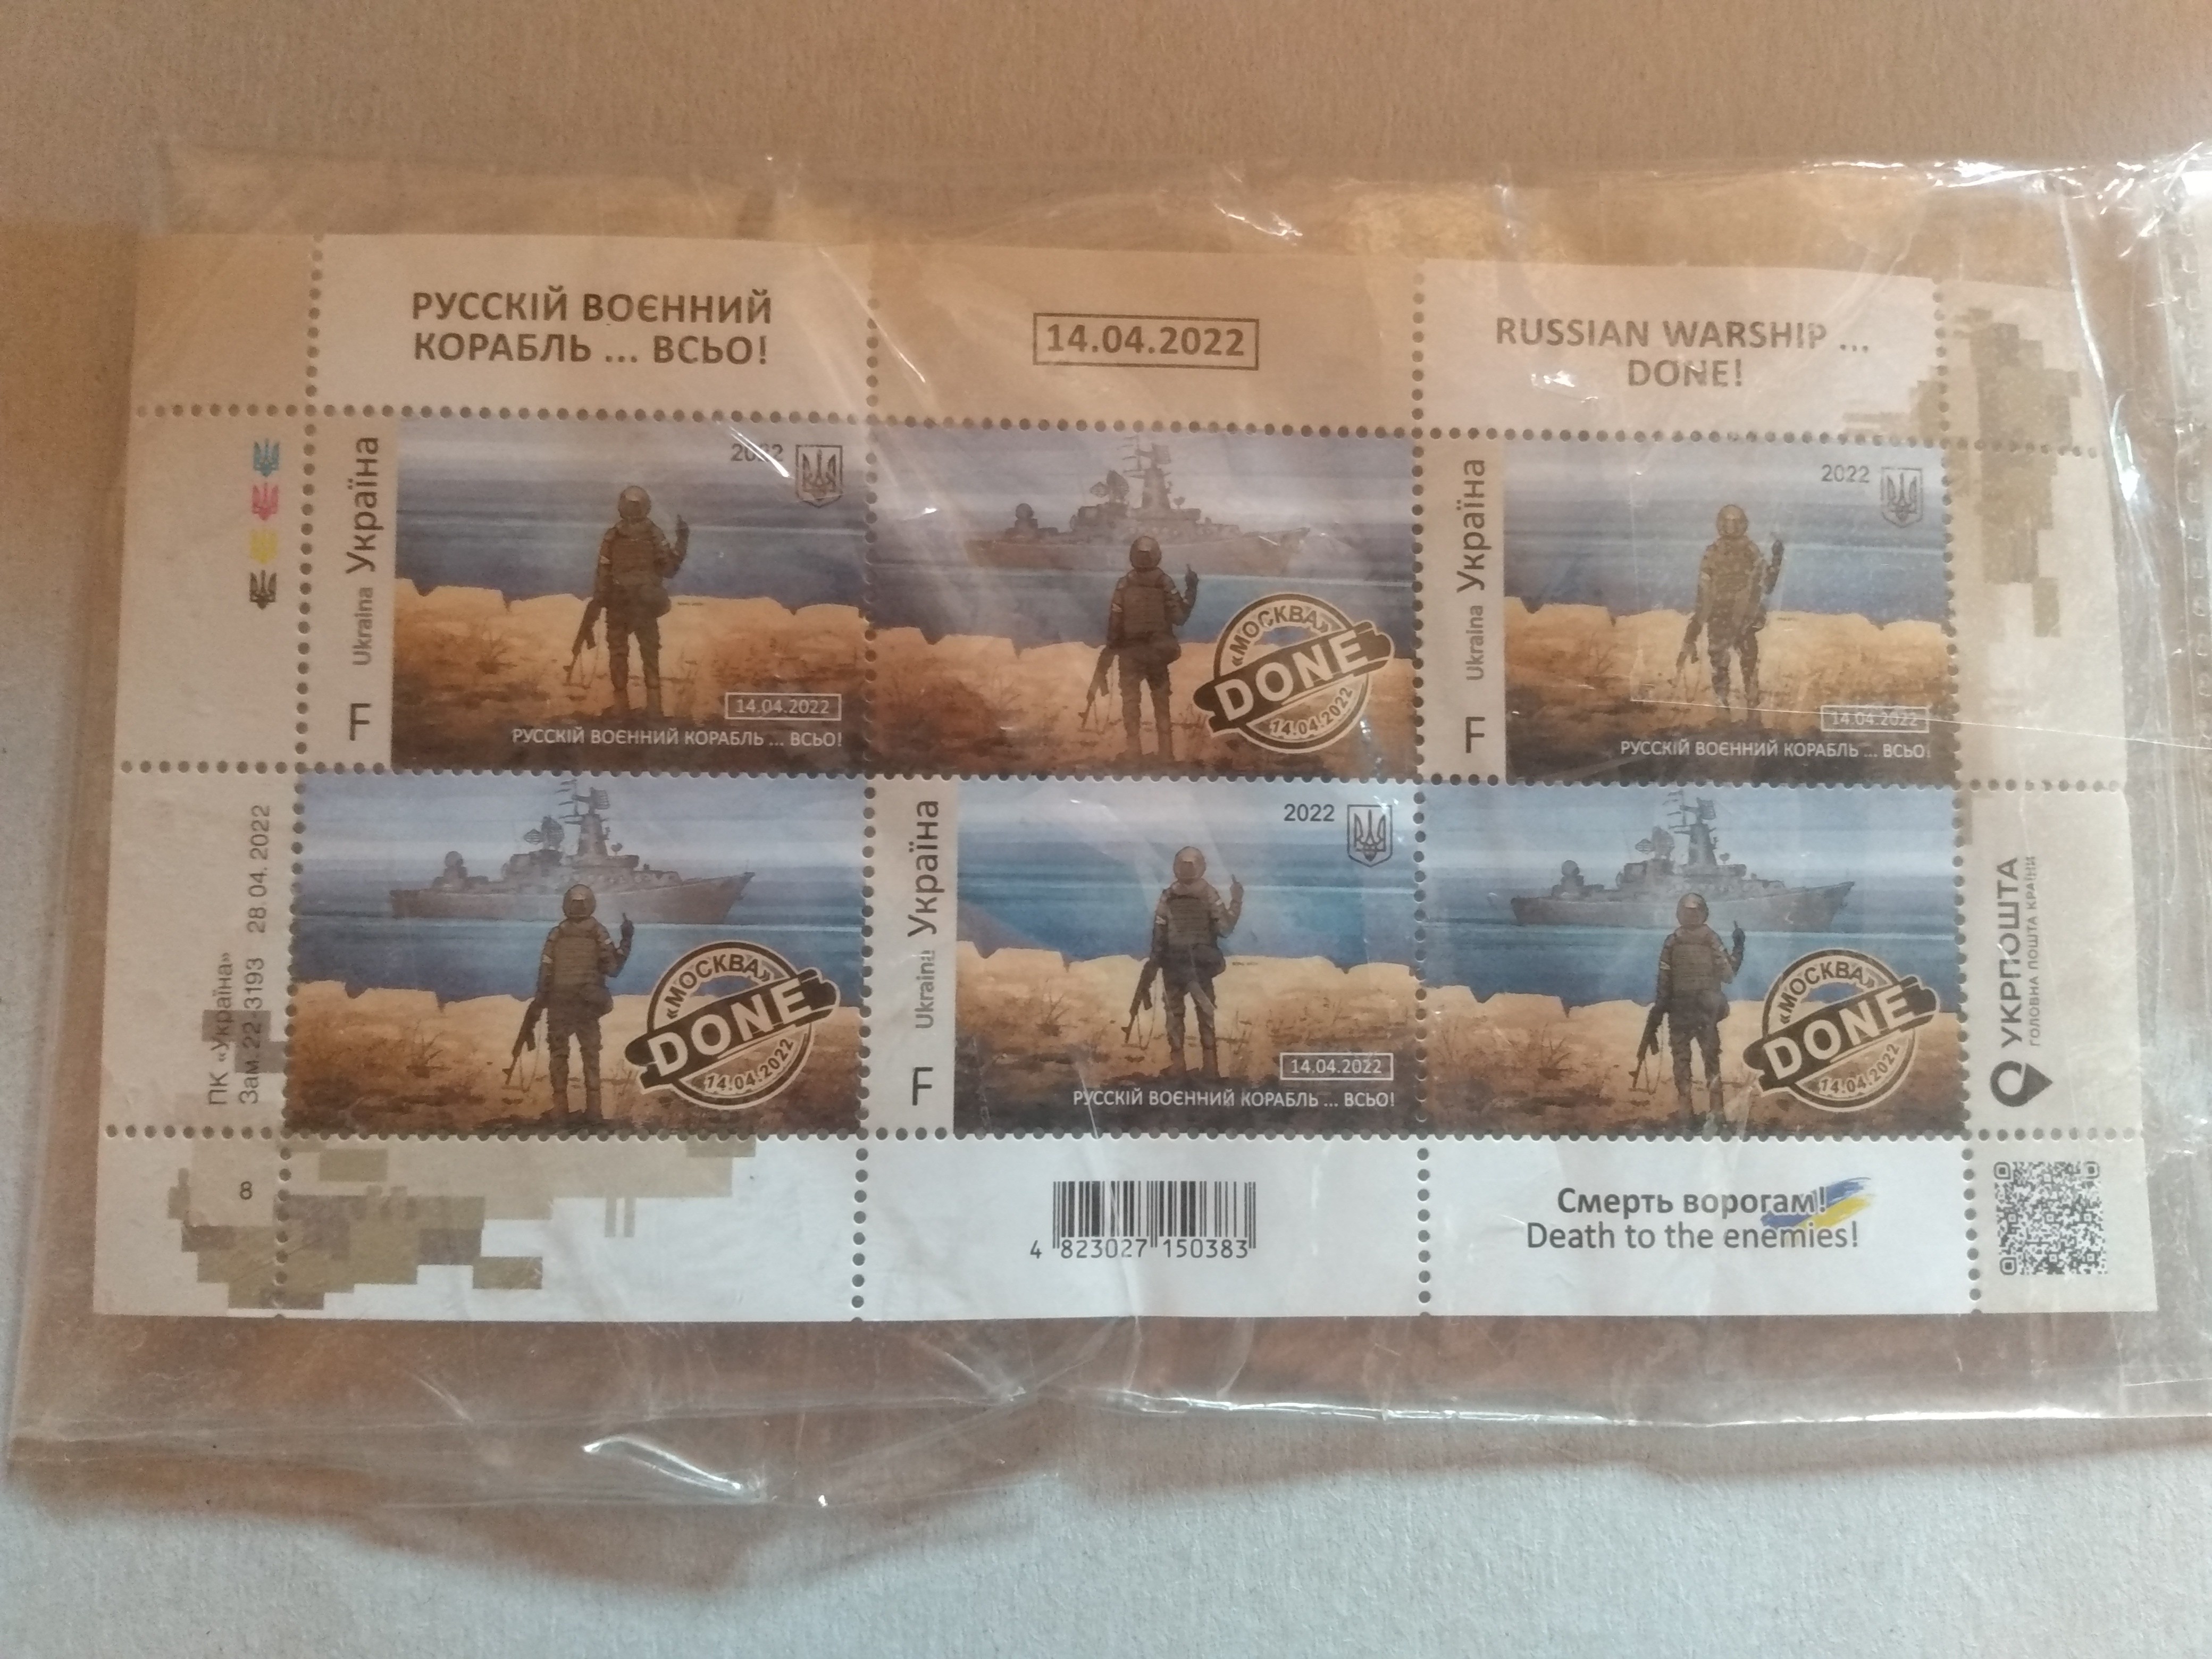 РУССКІЙ ВОЄННИЙ
КОРАБЛЬ ... ВСЬО!
14.04.2022
RUSSIAN WARSHIP ...
DONE!
Ukraina Україна
F
2022
14.04.2022
РУССКІЙ ВОЄННИЙ КОРАБЛЬ ... ВСЬО!
«МОСКВА»
DONE
14.04.2022
Ukraina Україна
F
2022
14.04.2022
РУССКІЙ ВОЄННИЙ КОРАБЛЬ ... ВСЬО!
ПК «Україна»
Зам.22-3193 28.04.2022
«МОСКВА»
DONE
14.04.2022
Ukraina Україна
F
2022
14.04.2022
РУССКІЙ ВОЄННИЙ КОРАБЛЬ ... ВСЬО!
«МОСКВА»
DONE
14.04.2022
УКРПОШТА
ГОЛОВНА ПОШТА КРАЇНИ
8
4 823027 150383
Смерть ворогам!
Death to the enemies!